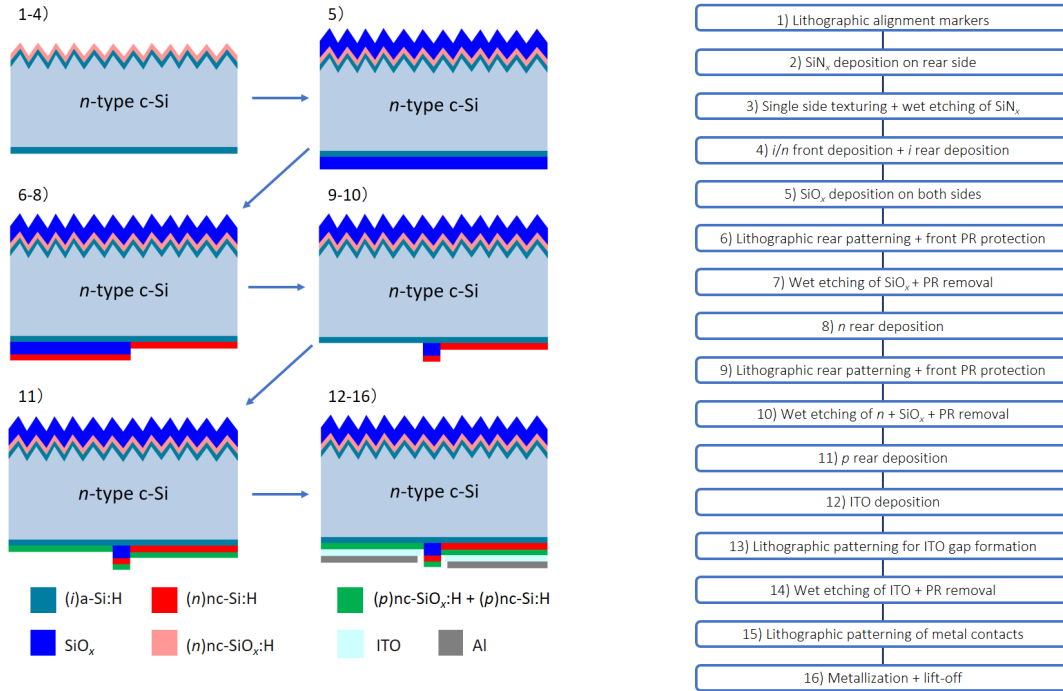 1-4）
5）
n-type c-Si
n-type c-Si
6-8）
9-10）
n-type c-Si
n-type c-Si
11）
12-16）
n-type c-Si
n-type c-Si
(i)a-Si:H
(n)nc-Si:H
(p)nc-SiOx:H + (p)nc-Si:H
SiOx
(n)nc-SiOx:H
ITO
Al
1) Lithographic alignment markers
2) SiNx deposition on rear side
3) Single side texturing + wet etching of SiNx
4) i/n front deposition + i rear deposition
5) SiOx deposition on both sides
6) Lithographic rear patterning + front PR protection
7) Wet etching of SiOx + PR removal
8) n rear deposition
9) Lithographic rear patterning + front PR protection
10) Wet etching of n + SiOx + PR removal
11) p rear deposition
12) ITO deposition
13) Lithographic patterning for ITO gap formation
14) Wet etching of ITO + PR removal
15) Lithographic patterning of metal contacts
16) Metallization + lift-off